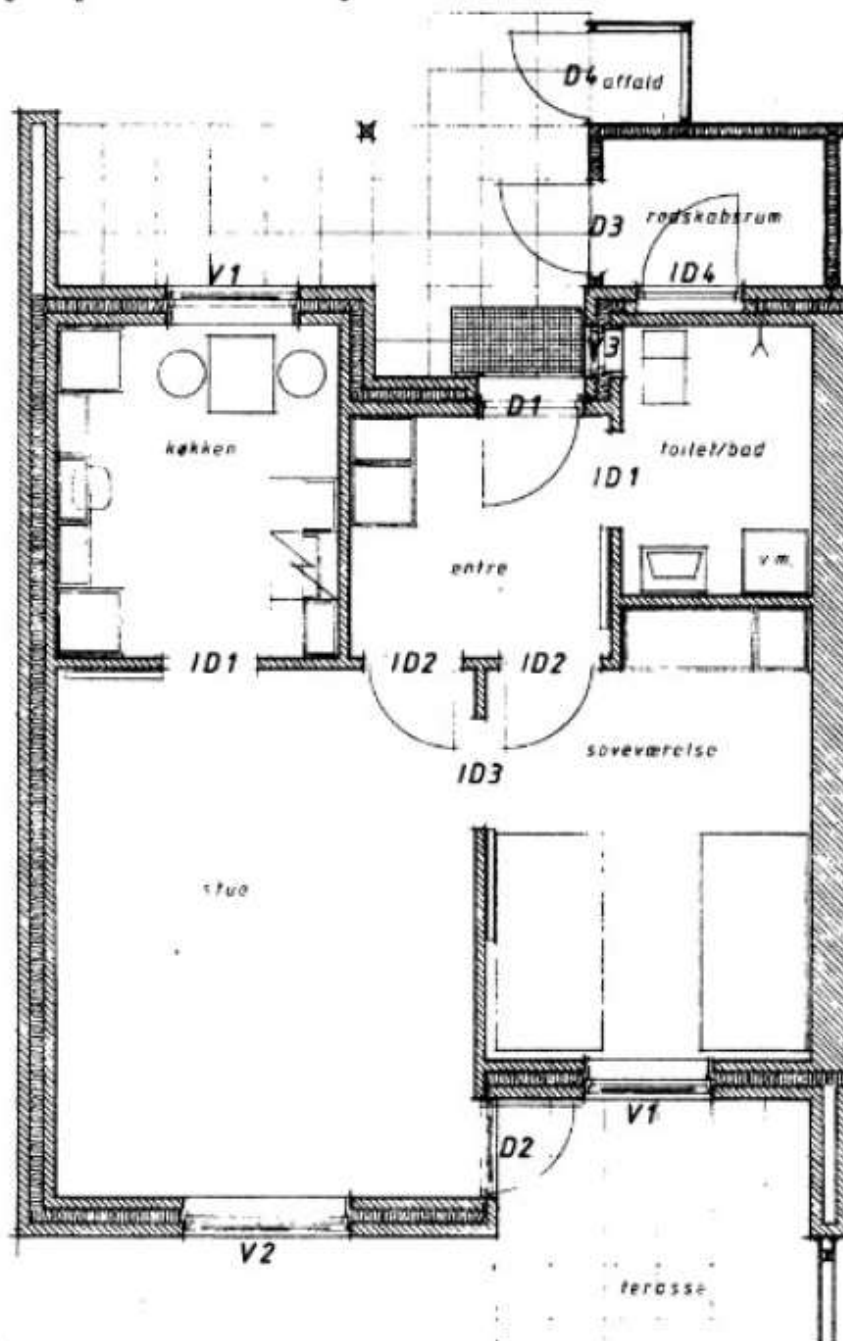 D4 affald
D3
redskabsrum
V1
ID4
V3
D1
køkken
toilet/bad
ID1
entre
v.m.
ID1
ID2
ID2
soveværelse
ID3
stue
V1
D2
V2
terasse